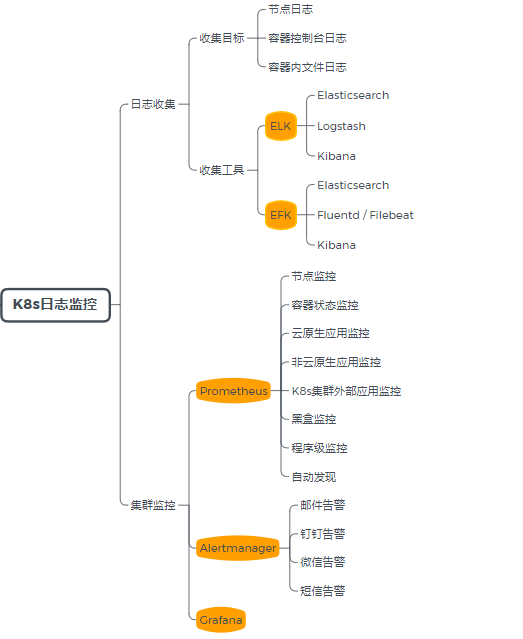 节点日志
收集目标
容器控制台日志
容器内文件日志
日志收集
Elasticsearch
ELK
Logstash
Kibana
收集工具
Elasticsearch
EFK
Fluentd / Filebeat
Kibana
K8s日志监控
节点监控
容器状态监控
云原生应用监控
非云原生应用监控
Prometheus
K8s集群外部应用监控
黑盒监控
程序级监控
自动发现
集群监控
邮件告警
钉钉告警
Alertmanager
微信告警
短信告警
Grafana